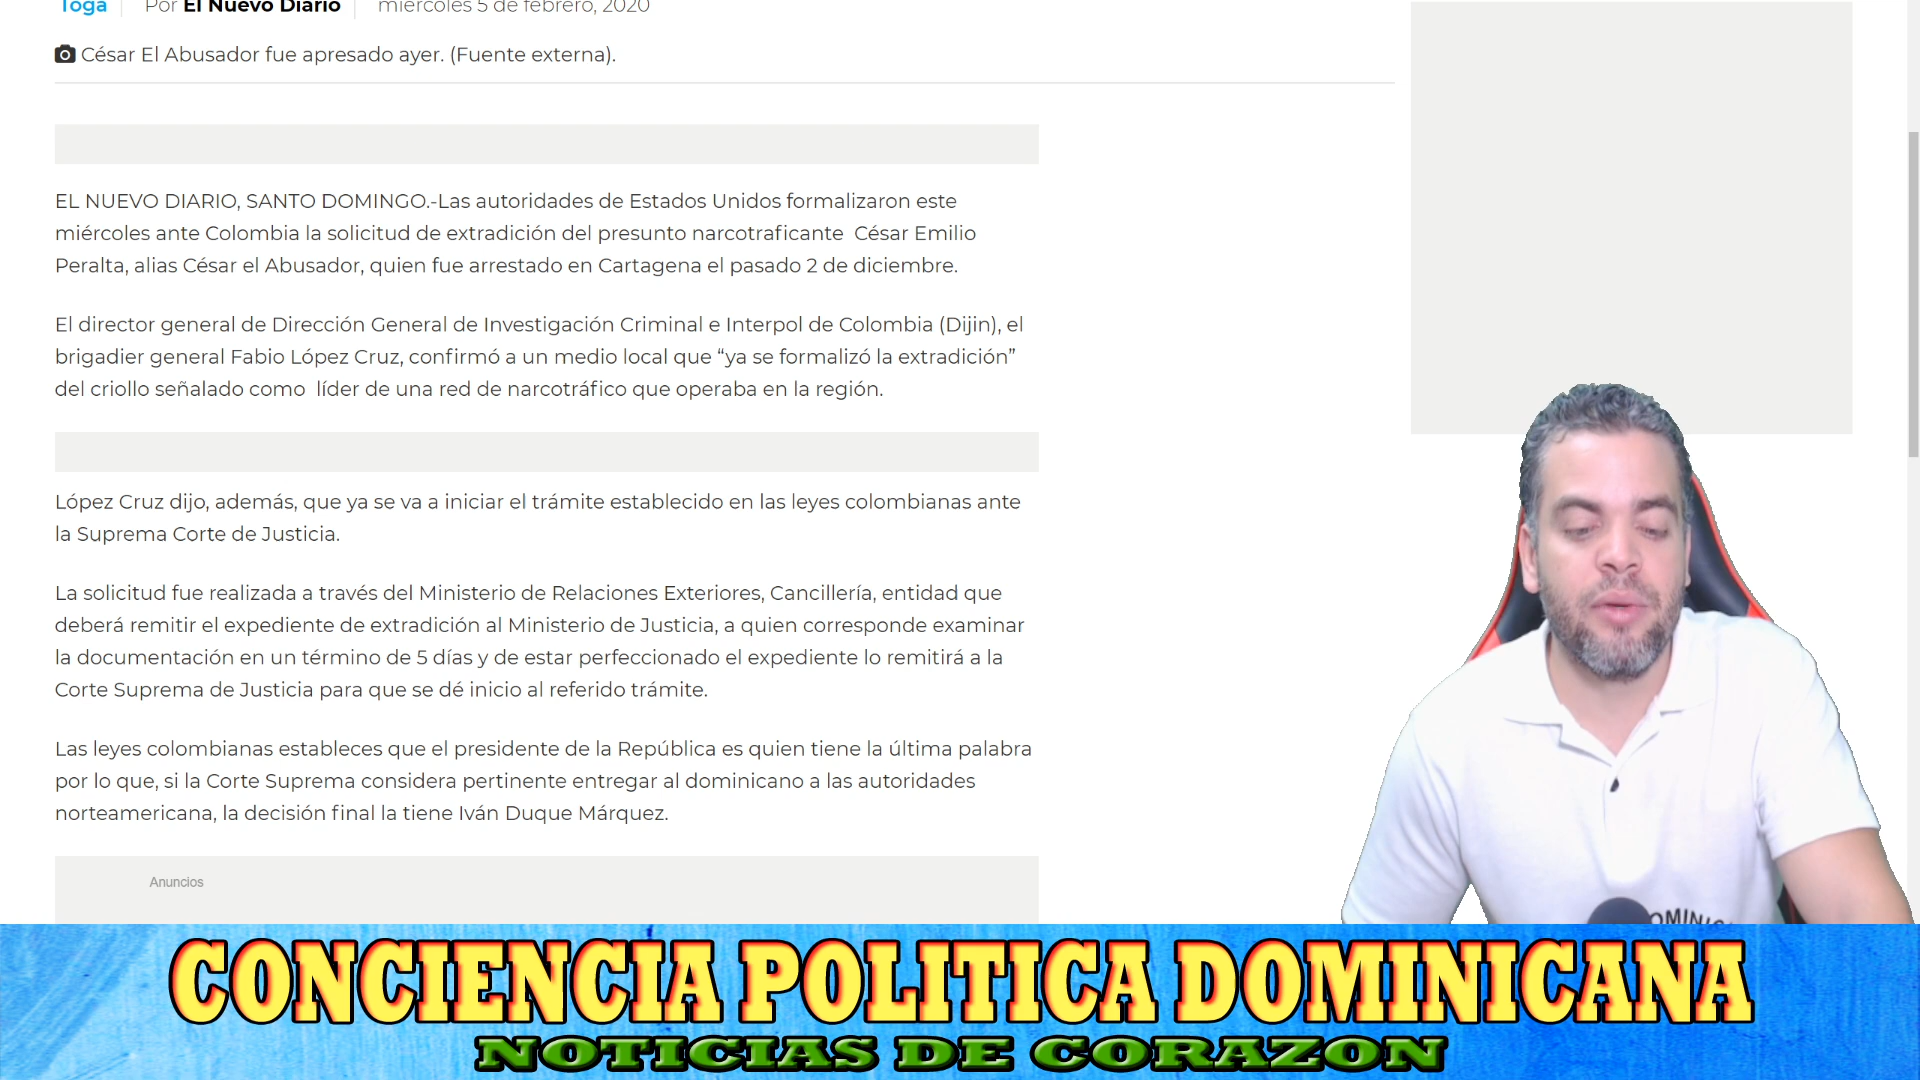 Toga Por El Nuevo Diario miércoles 5 de febrero, 2020
César El Abusador fue apresado ayer. (Fuente externa).
EL NUEVO DIARIO, SANTO DOMINGO.-Las autoridades de Estados Unidos formalizaron este
miércoles ante Colombia la solicitud de extradición del presunto narcotraficante César Emilio
Peralta, alias César el Abusador, quien fue arrestado en Cartagena el pasado 2 de diciembre.
El director general de Dirección General de Investigación Criminal e Interpol de Colombia (Dijin), el
brigadier general Fabio López Cruz, confirmó a un medio local que “ya se formalizó la extradición”
del criollo señalado como líder de una red de narcotráfico que operaba en la región.
López Cruz dijo, además, que ya se va a iniciar el trámite establecido en las leyes colombianas ante
la Suprema Corte de Justicia.
La solicitud fue realizada a través del Ministerio de Relaciones Exteriores, Cancillería, entidad que
deberá remitir el expediente de extradición al Ministerio de Justicia, a quien corresponde examinar
la documentación en un término de 5 días y de estar perfeccionado el expediente lo remitirá a la
Corte Suprema de Justicia para que se dé inicio al referido trámite.
Las leyes colombianas estableces que el presidente de la República es quien tiene la última palabra
por lo que, si la Corte Suprema considera pertinente entregar al dominicano a las autoridades
norteamericana, la decisión final la tiene Iván Duque Márquez.
Anuncios
CONCIENCIA POLITICA DOMINICANA
NOTICIAS DE CORAZON